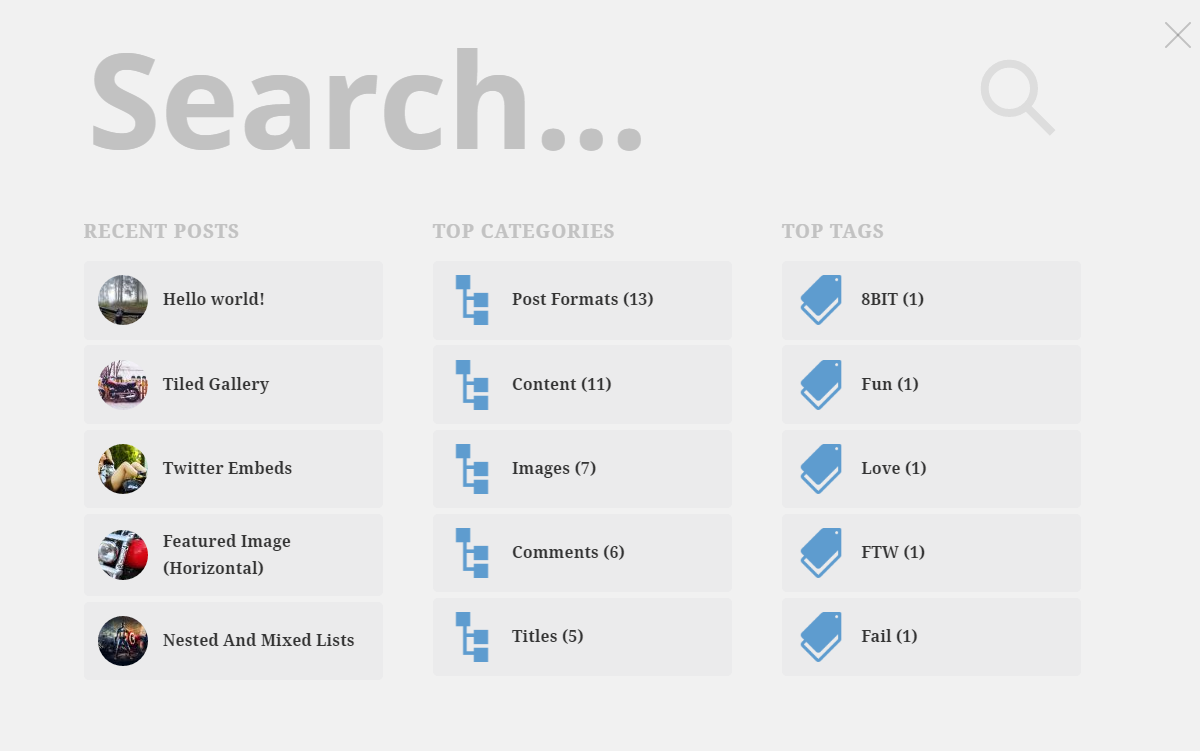 Search...
RECENT POSTS
Hello world!
Tiled Gallery
Twitter Embeds
Featured Image
(Horizontal)
Nested And Mixed Lists
TOP CATEGORIES
Post Formats (13)
Content (11)
Images (7)
Comments (6)
Titles (5)
TOP TAGS
8BIT (1)
Fun (1)
Love (1)
FTW (1)
Fail (1)